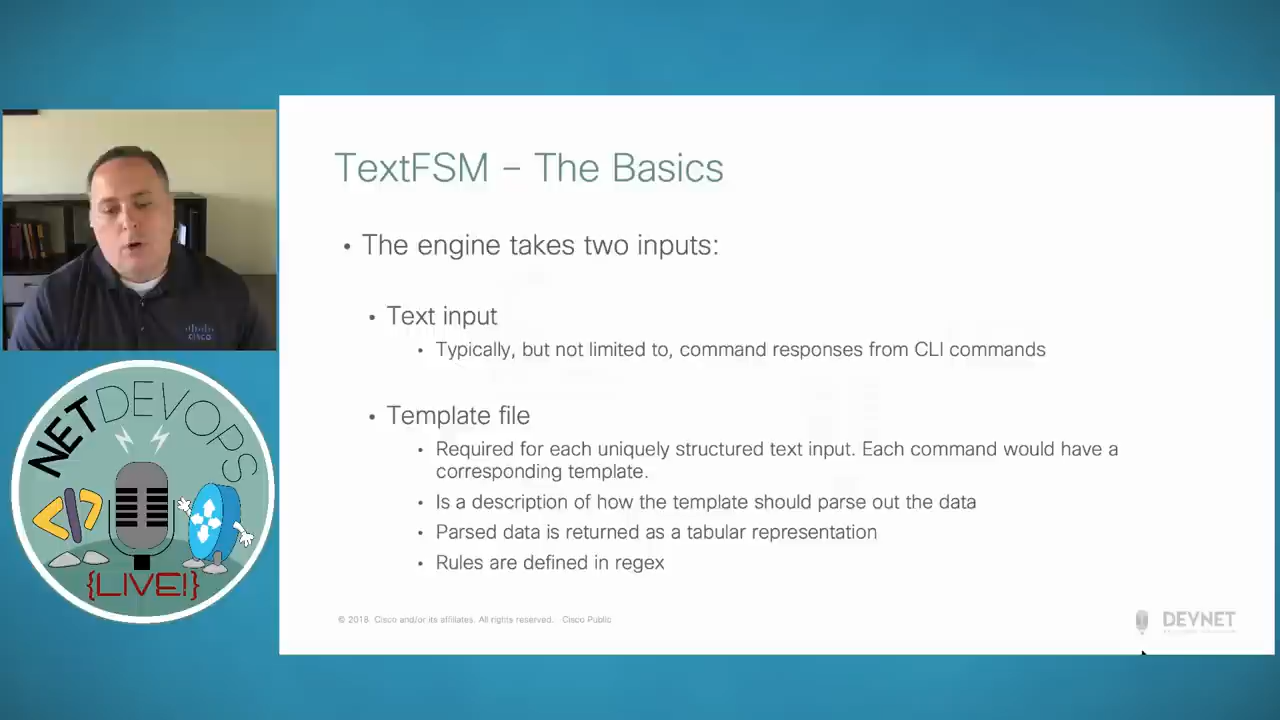 TextFSM – The Basics
• The engine takes two inputs:
• Text input
• Typically, but not limited to, command responses from CLI commands
• Template file
• Required for each uniquely structured text input. Each command would have a
corresponding template.
• Is a description of how the template should parse out the data
• Parsed data is returned as a tabular representation
• Rules are defined in regex
© 2018 Cisco and/or its affiliates. All rights reserved. Cisco Public
DEVNET
CISCO
NETDEVOPS
</>
{LIVE!}